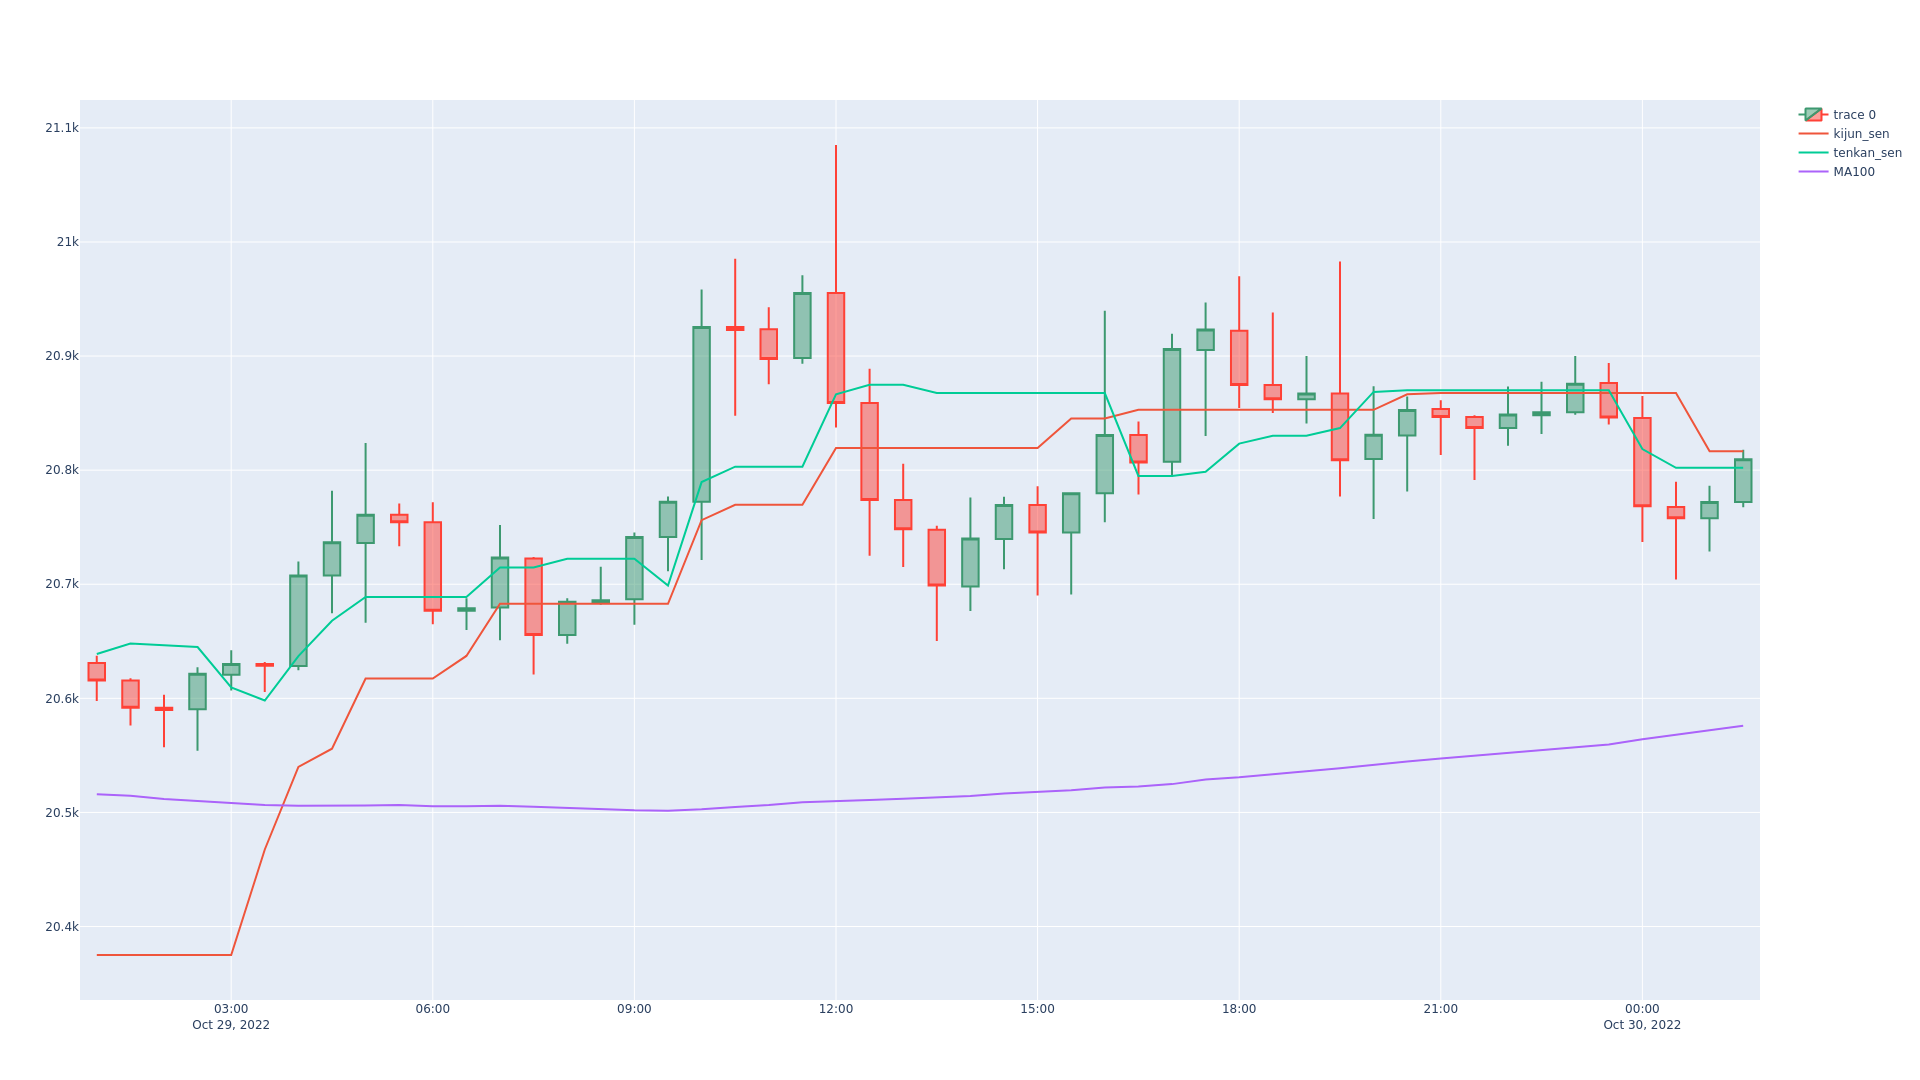 21.1k
21k
20.9k
20.8k
20.7k
20.6k
20.5k
20.4k
03:00
Oct 29, 2022
06:00
09:00
12:00
15:00
18:00
21:00
00:00
Oct 30, 2022
trace 0
kijun_sen
tenkan_sen
MA100